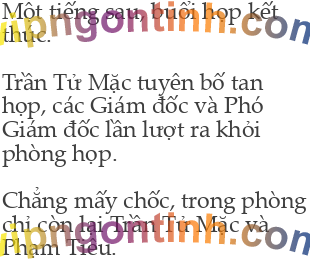 Một tiếng sau, buổi họp kết
thúc.
Trần Tử Mặc tuyên bố tan
họp, các Giám đốc và Phó
Giám đốc lần lượt ra khỏi
phòng họp.
Chẳng mấy chốc, trong phòng
chỉ còn lại Trần Tử Mặc và
Phạm Tiêu.